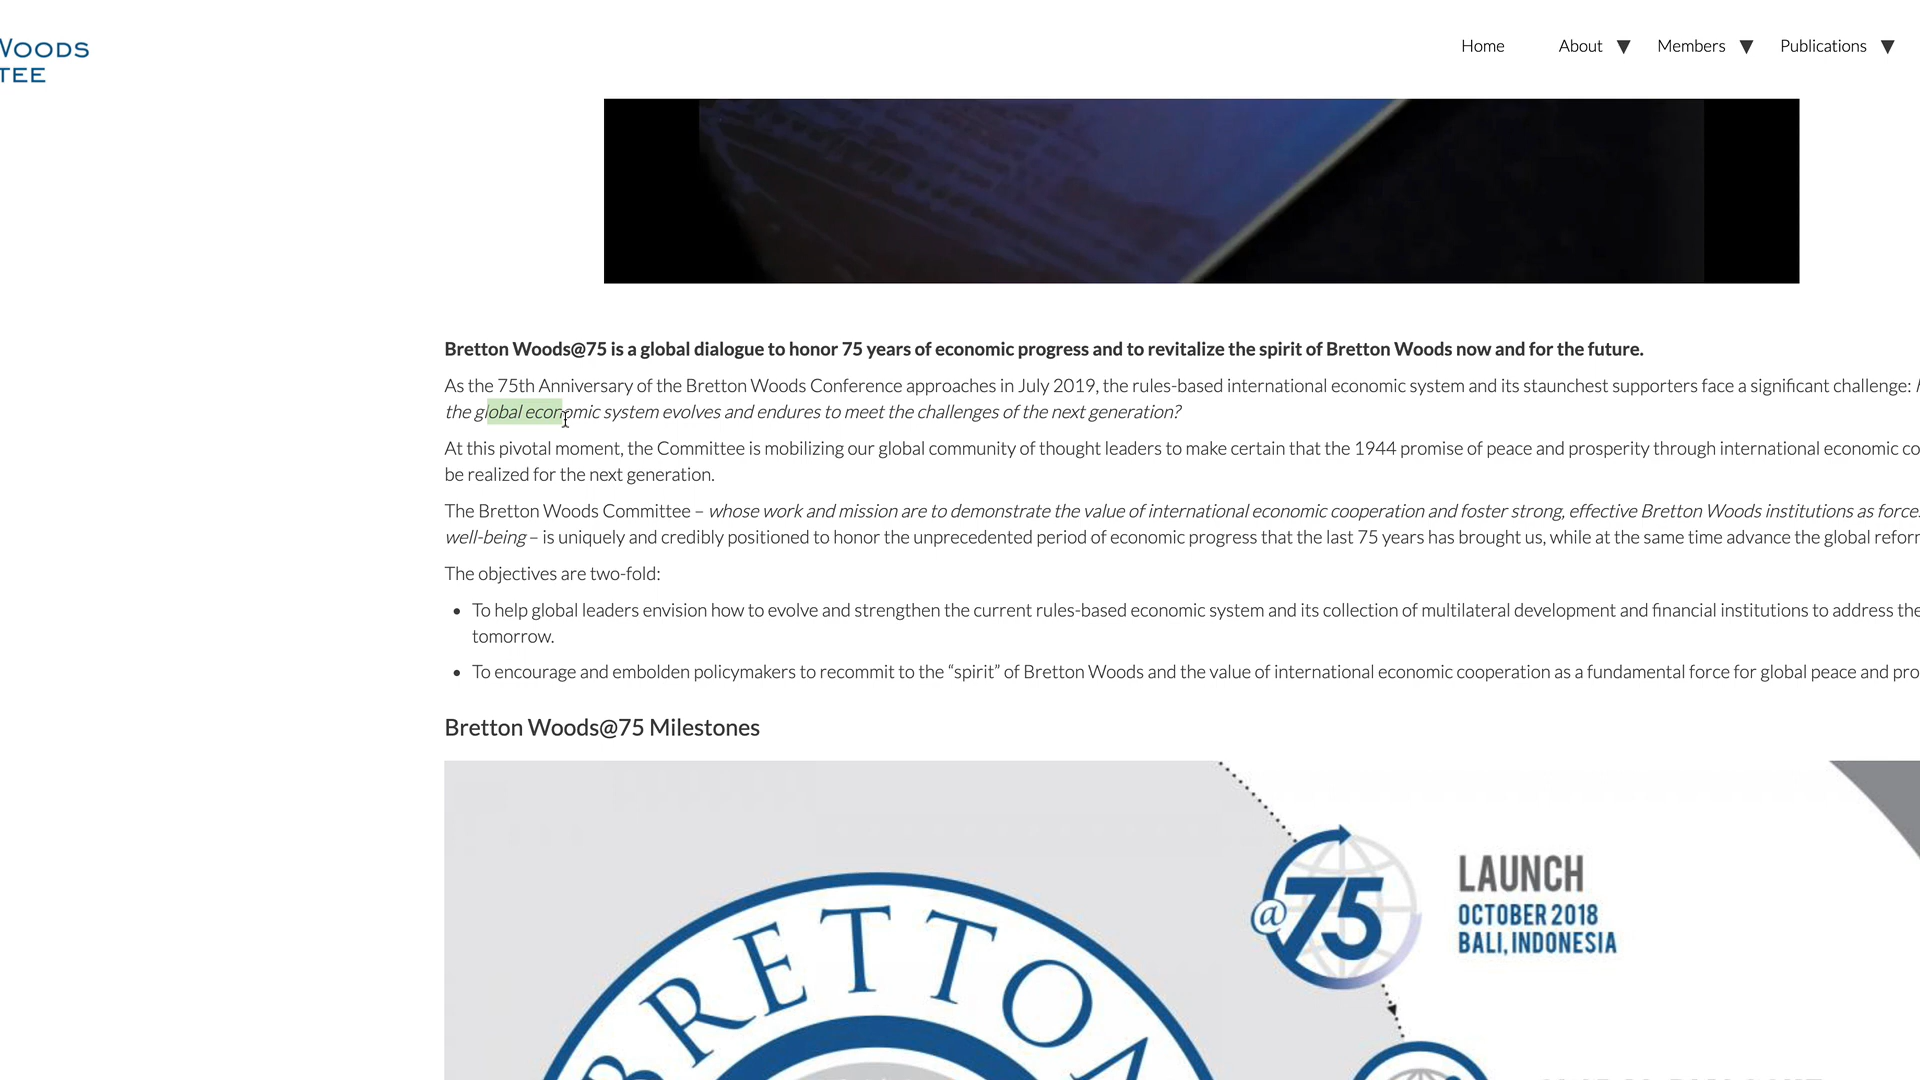 WOODS
TEE
Home About Members Publications
Bretton Woods@75 is a global dialogue to honor 75 years of economic progress and to revitalize the spirit of Bretton Woods now and for the future.
As the 75th Anniversary of the Bretton Woods Conference approaches in July 2019, the rules-based international economic system and its staunchest supporters face a significant challenge:
the global economic system evolves and endures to meet the challenges of the next generation?
At this pivotal moment, the Committee is mobilizing our global community of thought leaders to make certain that the 1944 promise of peace and prosperity through international economic co
be realized for the next generation.
The Bretton Woods Committee – whose work and mission are to demonstrate the value of international economic cooperation and foster strong, effective Bretton Woods institutions as force
well-being – is uniquely and credibly positioned to honor the unprecedented period of economic progress that the last 75 years has brought us, while at the same time advance the global refor
The objectives are two-fold:
• To help global leaders envision how to evolve and strengthen the current rules-based economic system and its collection of multilateral development and financial institutions to address the
tomorrow.
• To encourage and embolden policymakers to recommit to the “spirit” of Bretton Woods and the value of international economic cooperation as a fundamental force for global peace and pro
Bretton Woods@75 Milestones
@75
LAUNCH
OCTOBER 2018
BALI, INDONESIA
BRETTON